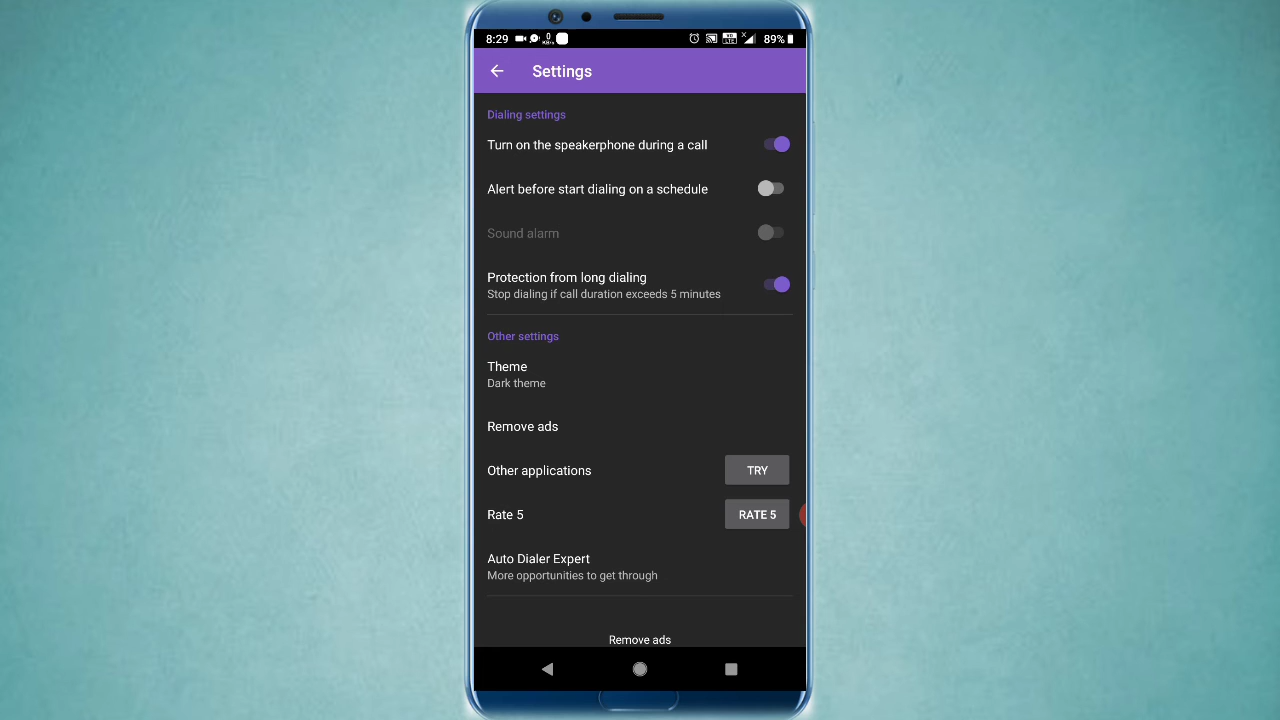 8:29
89%
Settings
Dialing settings
Turn on the speakerphone during a call
Alert before start dialing on a schedule
Sound alarm
Protection from long dialing
Stop dialing if call duration exceeds 5 minutes
Other settings
Theme
Dark theme
Remove ads
Other applications TRY
Rate 5 RATE 5
Auto Dialer Expert
More opportunities to get through
Remove ads